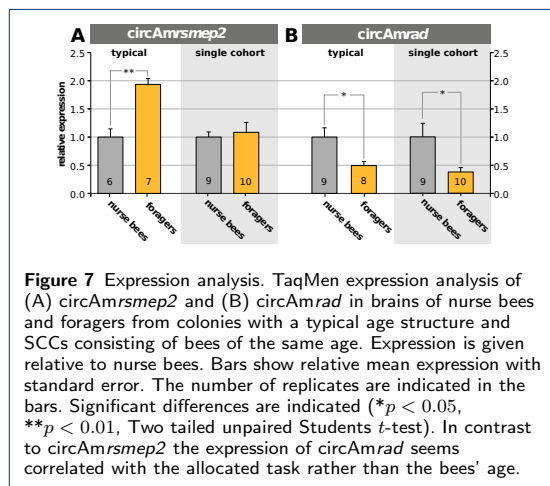 A circAmrsmep2 B circAmrad
typical single cohort typical single cohort
relative expression
2.5 2.5
2.0 2.0
1.5 1.5
1.0 1.0
0.5 0.5
0.0 0.0
** * *
6 7 9 10 9 8 9 10
nurse bees foragers nurse bees foragers nurse bees foragers nurse bees foragers
Figure 7 Expression analysis. TaqMen expression analysis of
(A) circAmrsmep2 and (B) circAmrad in brains of nurse bees
and foragers from colonies with a typical age structure and
SCCs consisting of bees of the same age. Expression is given
relative to nurse bees. Bars show relative mean expression with
standard error. The number of replicates are indicated in the
bars. Significant differences are indicated (*p < 0.05,
**p < 0.01, Two tailed unpaired Students t-test). In contrast
to circAmrsmep2 the expression of circAmrad seems
correlated with the allocated task rather than the bees' age.